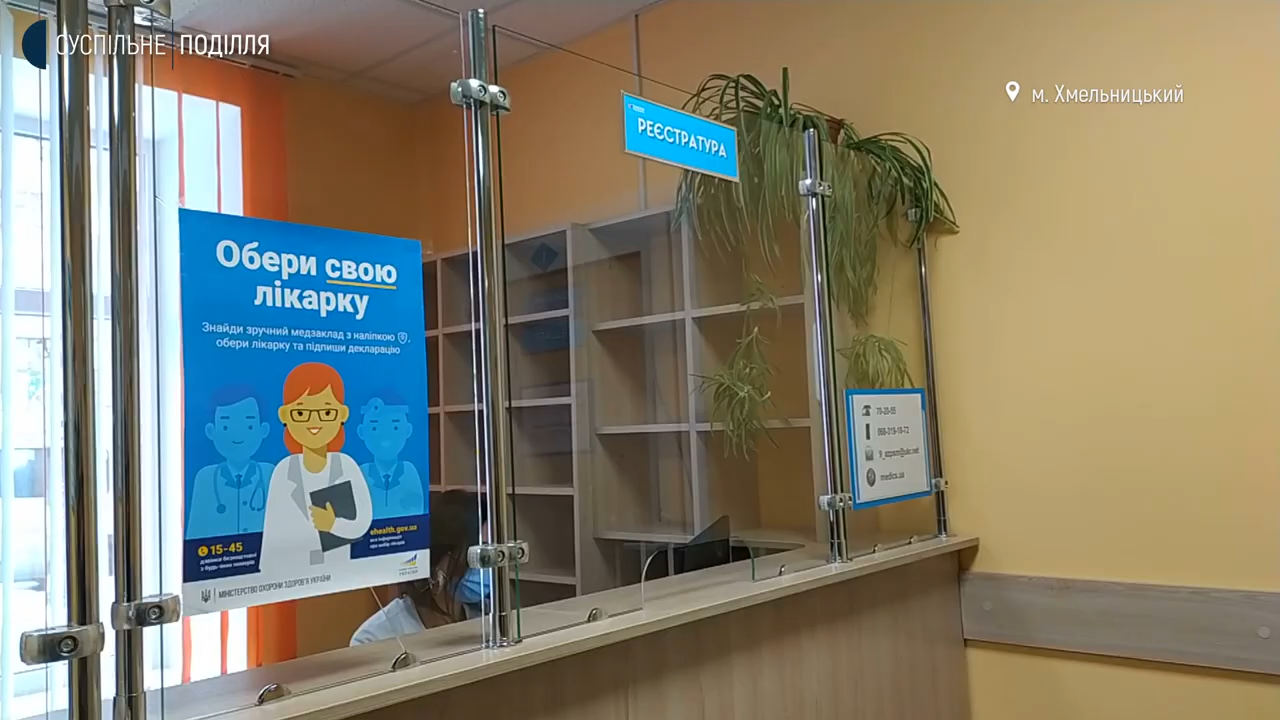 СУСПІЛЬНЕ ПОДІЛЛЯ
м. Хмельницький
РЕЄСТРАТУРА
Обери свою
лікарку
Знайди зручний медзаклад з наліпкою
обери лікарку та підпиши декларацію
15-45
ehealth.gov.ua
МІНІСТЕРСТВО ОХОРОНИ ЗДОРОВ'Я УКРАЇНИ
medics.ua